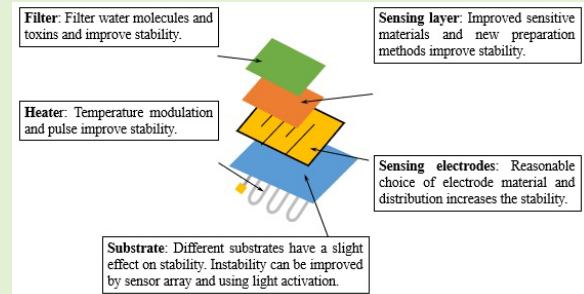 Filter: Filter water molecules and
toxins and improve stability.
Sensing layer: Improved sensitive
materials and new preparation
methods improve stability.
Heater: Temperature modulation
and pulse improve stability.
Sensing electrodes: Reasonable
choice of electrode material and
distribution increases the stability.
Substrate: Different substrates have a slight
effect on stability. Instability can be improved
by sensor array and using light activation.